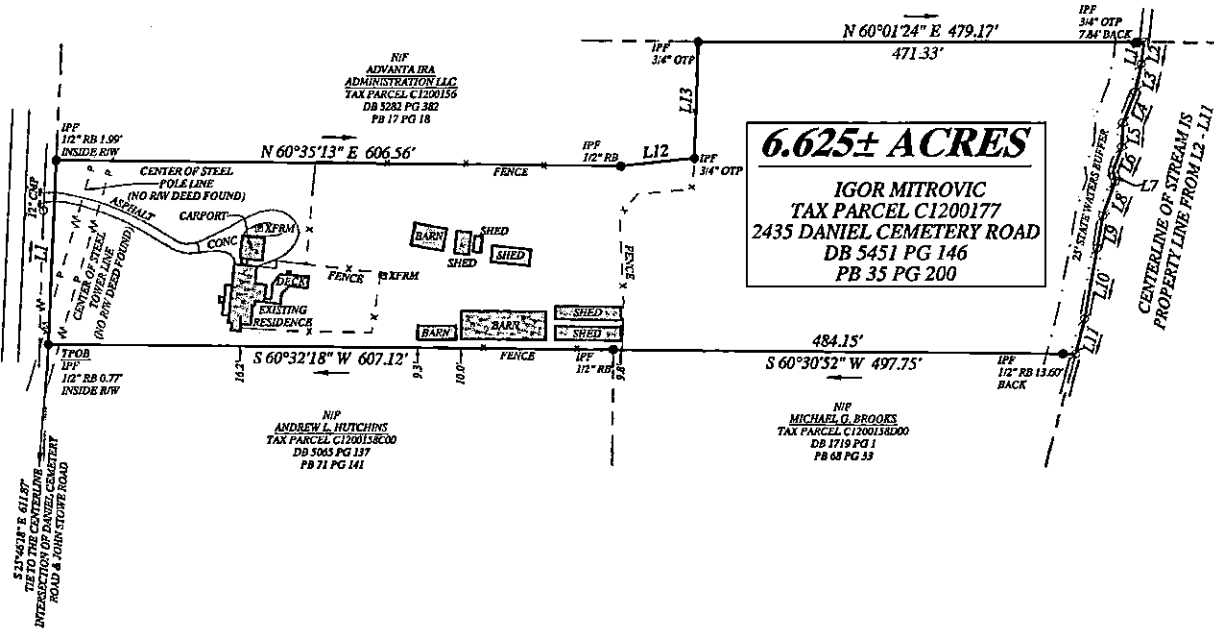 IPF
3/4" OTP
7.84' BACK
N 60°01'24" E 479.17'
471.33'
IPF
3/4" OTP
L1
L2
L3
L4
L5
L6
L7
L8
L9
L10
L11
L13
N/F
ADVANTA IRA
ADMINISTRATION LLC
TAX PARCEL C1200156
DB 5282 PG 382
PB 17 PG 18
IPF
1/2" RB 1.99'
INSIDE R/W
N 60°35'13" E 606.56'
FENCE
IPF
1/2" RB
L12
IPF
3/4" OTP
6.625± ACRES
IGOR MITROVIC
TAX PARCEL C1200177
2435 DANIEL CEMETERY ROAD
DB 5451 PG 146
PB 35 PG 200
25' STATE WATERS BUFFER
CENTERLINE OF STREAM IS
PROPERTY LINE FROM L2 - L11
CENTER OF STEEL
POLE LINE
(NO R/W DEED FOUND)
12" CMP
ASPHALT
CARPORT
XFRM
CONC
L1
CENTER OF STEEL
TOWER LINE
(NO R/W DEED FOUND)
DECK
FENCE
XFRM
EXISTING
RESIDENCE
BARN
SHED
SHED
SHED
FENCE
BARN
BARN
SHED
SHED
TPOB
IPF
1/2" RB 0.77'
INSIDE R/W
16.2'
S 60°32'18" W 607.12'
9.3'
10.0'
FENCE
IPF
1/2" RB
9.8'
484.15'
S 60°30'52" W 497.75'
IPF
1/2" RB 13.60'
BACK
N/F
ANDREW L. HUTCHINS
TAX PARCEL C1200158C00
DB 5065 PG 137
PB 71 PG 141
N/F
MICHAEL G. BROOKS
TAX PARCEL C1200158D00
DB 1719 PG 1
PB 68 PG 33
S 25°46'18" E 611.87'
TIE TO THE CENTERLINE
INTERSECTION OF DANIEL CEMETERY
ROAD & JOHN STOWE ROAD